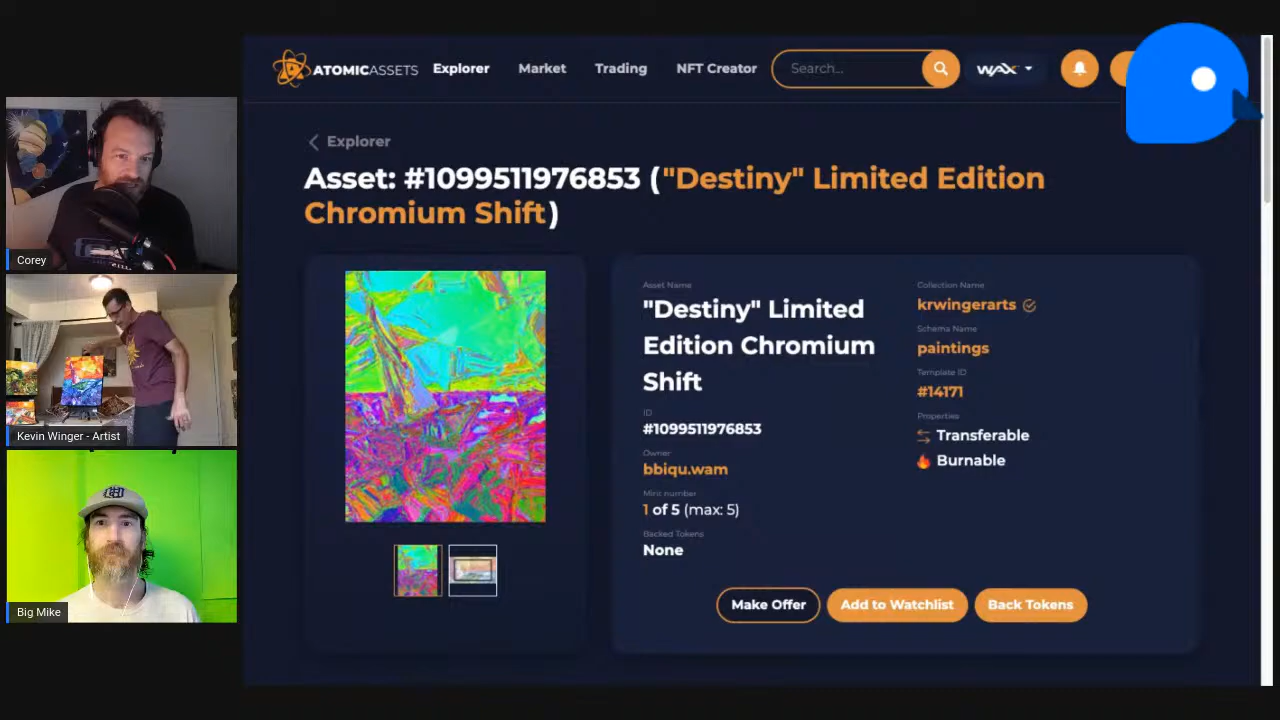 ATOMICASSETS
Explorer
Market
Trading
NFT Creator
Search...
WAX
Explorer
Asset: #1099511976853 ("Destiny" Limited Edition
Chromium Shift)
Asset Name
"Destiny" Limited
Edition Chromium
Shift
ID
#1099511976853
Owner
bbiqu.wam
Mint number
1 of 5 (max: 5)
Backed Tokens
None
Collection Name
krwingerarts
Schema Name
paintings
Template ID
#14171
Properties
Transferable
Burnable
Make Offer
Add to Watchlist
Back Tokens
Corey
Kevin Winger - Artist
Big Mike